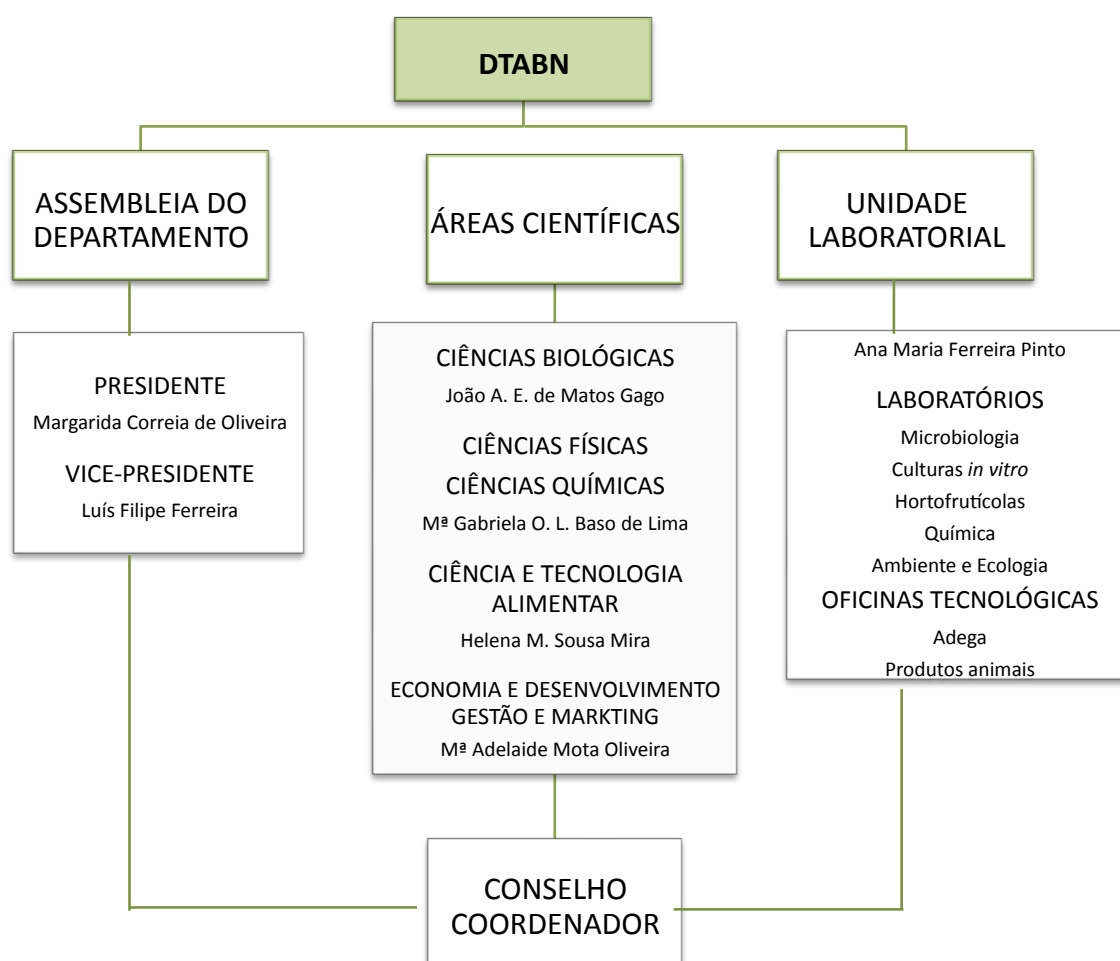 DTABN
ASSEMBLEIA DO
DEPARTAMENTO
ÁREAS CIENTÍFICAS
UNIDADE
LABORATORIAL
PRESIDENTE
Margarida Correia de Oliveira
VICE-PRESIDENTE
Luís Filipe Ferreira
CIÊNCIAS BIOLÓGICAS
João A. E. de Matos Gago
CIÊNCIAS FÍSICAS
CIÊNCIAS QUÍMICAS
Mª Gabriela O. L. Baso de Lima
CIÊNCIA E TECNOLOGIA
ALIMENTAR
Helena M. Sousa Mira
ECONOMIA E DESENVOLVIMENTO
GESTÃO E MARKTING
Mª Adelaide Mota Oliveira
Ana Maria Ferreira Pinto
LABORATÓRIOS
Microbiologia
Culturas in vitro
Hortofrutícolas
Química
Ambiente e Ecologia
OFICINAS TECNOLÓGICAS
Adega
Produtos animais
CONSELHO
COORDENADOR